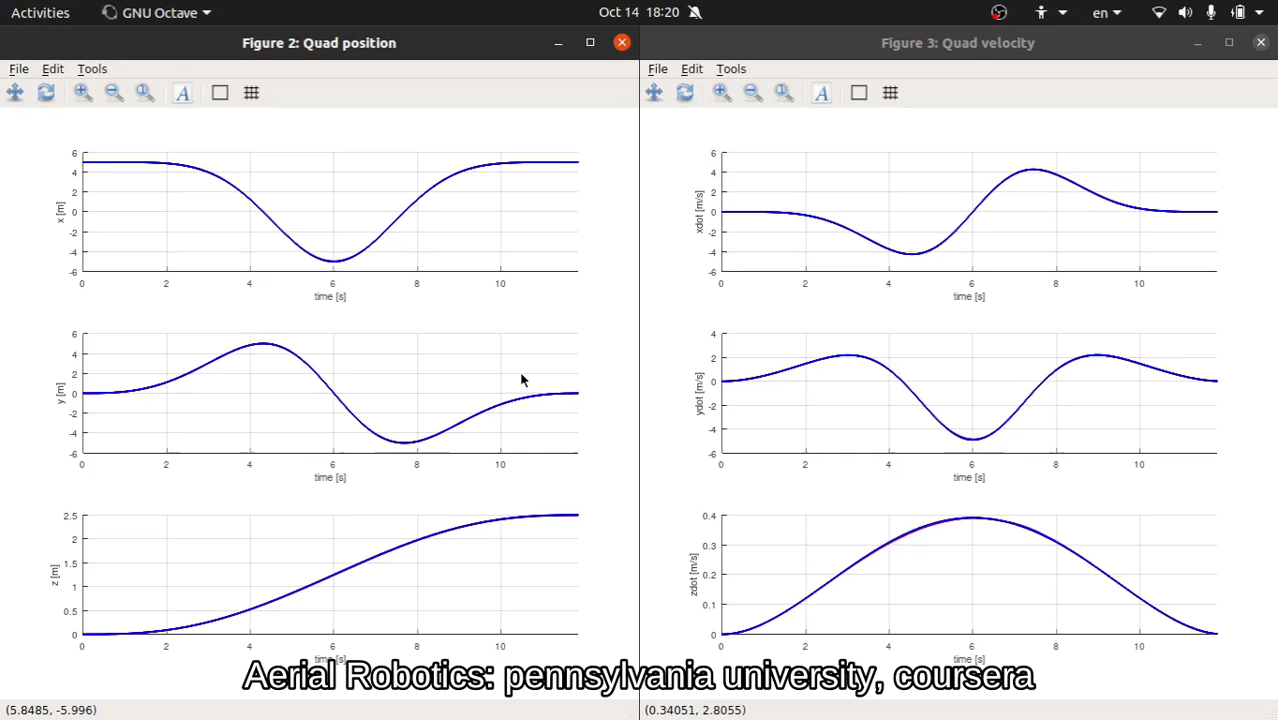 Activities GNU Octave Oct 14 18:20 en
Figure 2: Quad position
File Edit Tools
A
6
4
2
0
-2
-4
-6
x [m]
0 2 4 6 8 10
time [s]
6
4
2
0
-2
-4
-6
y [m]
0 2 4 6 8 10
time [s]
2.5
2
1.5
1
0.5
0
z [m]
0 2 4 6 8 10
time [s]
(5.8485, -5.996)
Figure 3: Quad velocity
File Edit Tools
A
6
4
2
0
-2
-4
-6
xdot [m/s]
0 2 4 6 8 10
time [s]
4
2
0
-2
-4
-6
ydot [m/s]
0 2 4 6 8 10
time [s]
0.4
0.3
0.2
0.1
0
zdot [m/s]
0 2 4 6 8 10
time [s]
(0.34051, 2.8055)
Aerial Robotics: pennsylvania university, coursera